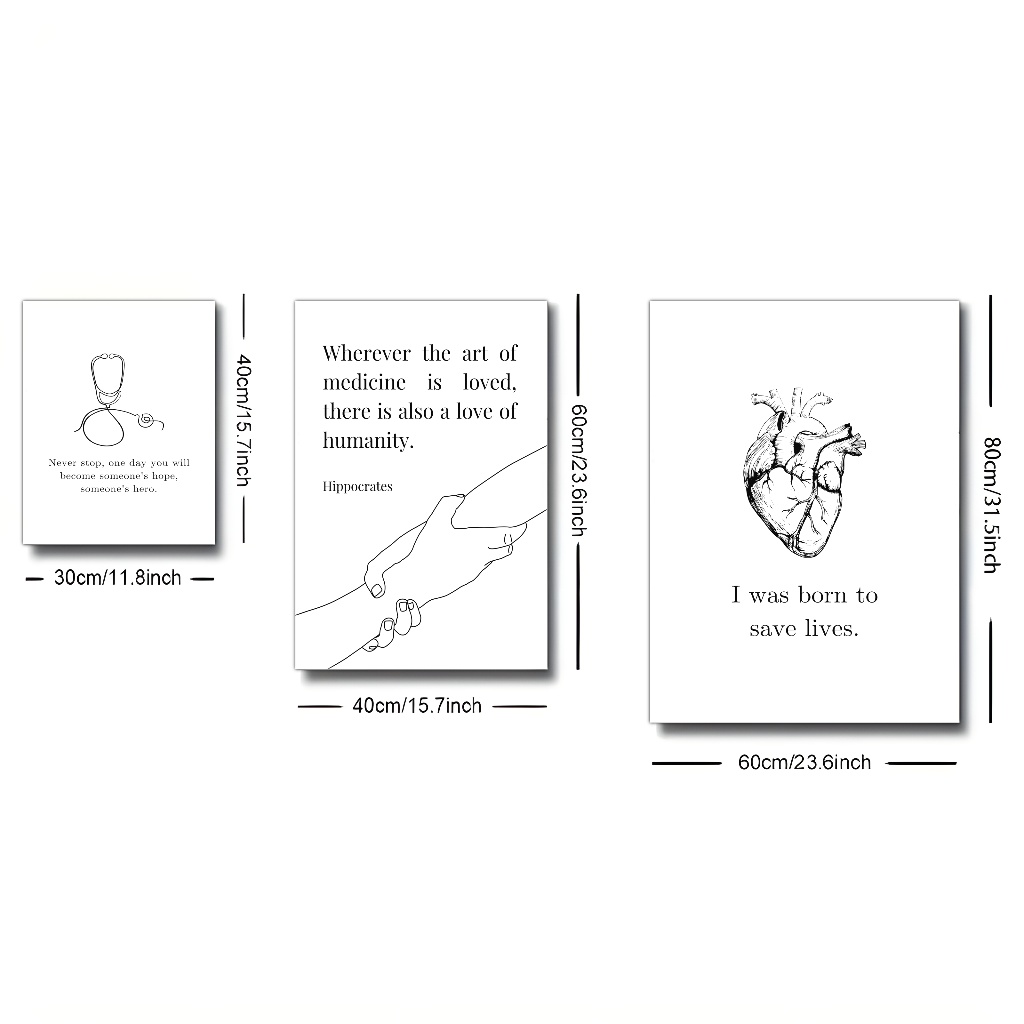 Never stop, one day you will
become someone's hope,
someone's hero.
40cm/15.7inch
30cm/11.8inch
Wherever the art of
medicine is loved,
there is also a love of
humanity.
Hippocrates
60cm/23.6inch
40cm/15.7inch
I was born to
save lives.
80cm/31.5inch
60cm/23.6inch